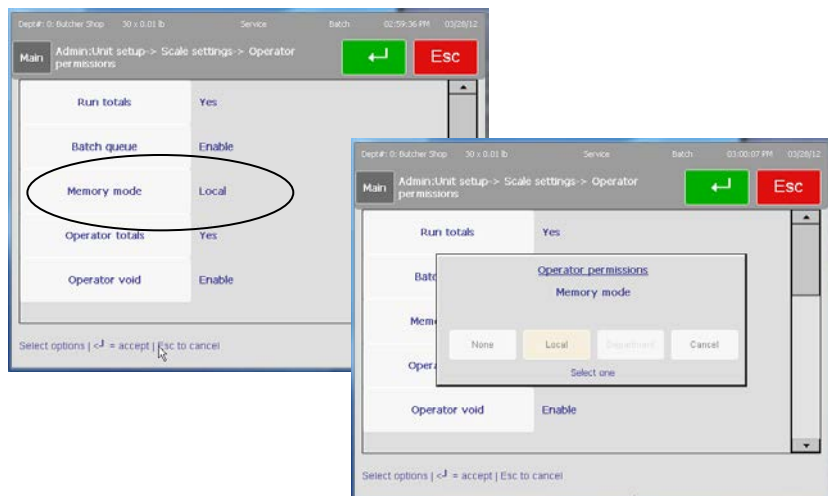 Dept#: 0: Butcher Shop 30 x 0.01 lb Service Batch 02:59:36 PM 03/28/12
Main Admin:Unit setup-> Scale settings-> Operator permissions Esc
Run totals Yes
Batch queue Enable
Memory mode Local
Operator totals Yes
Operator void Enable
Select options | <┘ = accept | Esc to cancel
Dept#: 0: Butcher Shop 30 x 0.01 lb Service Batch 03:00:07 PM 03/28/12
Main Admin:Unit setup-> Scale settings-> Operator permissions Esc
Run totals Yes
Batc
Operator permissions
Memory mode
Mem
None Local Department Cancel
Opera
Select one
Operator void Enable
Select options | <┘ = accept | Esc to cancel